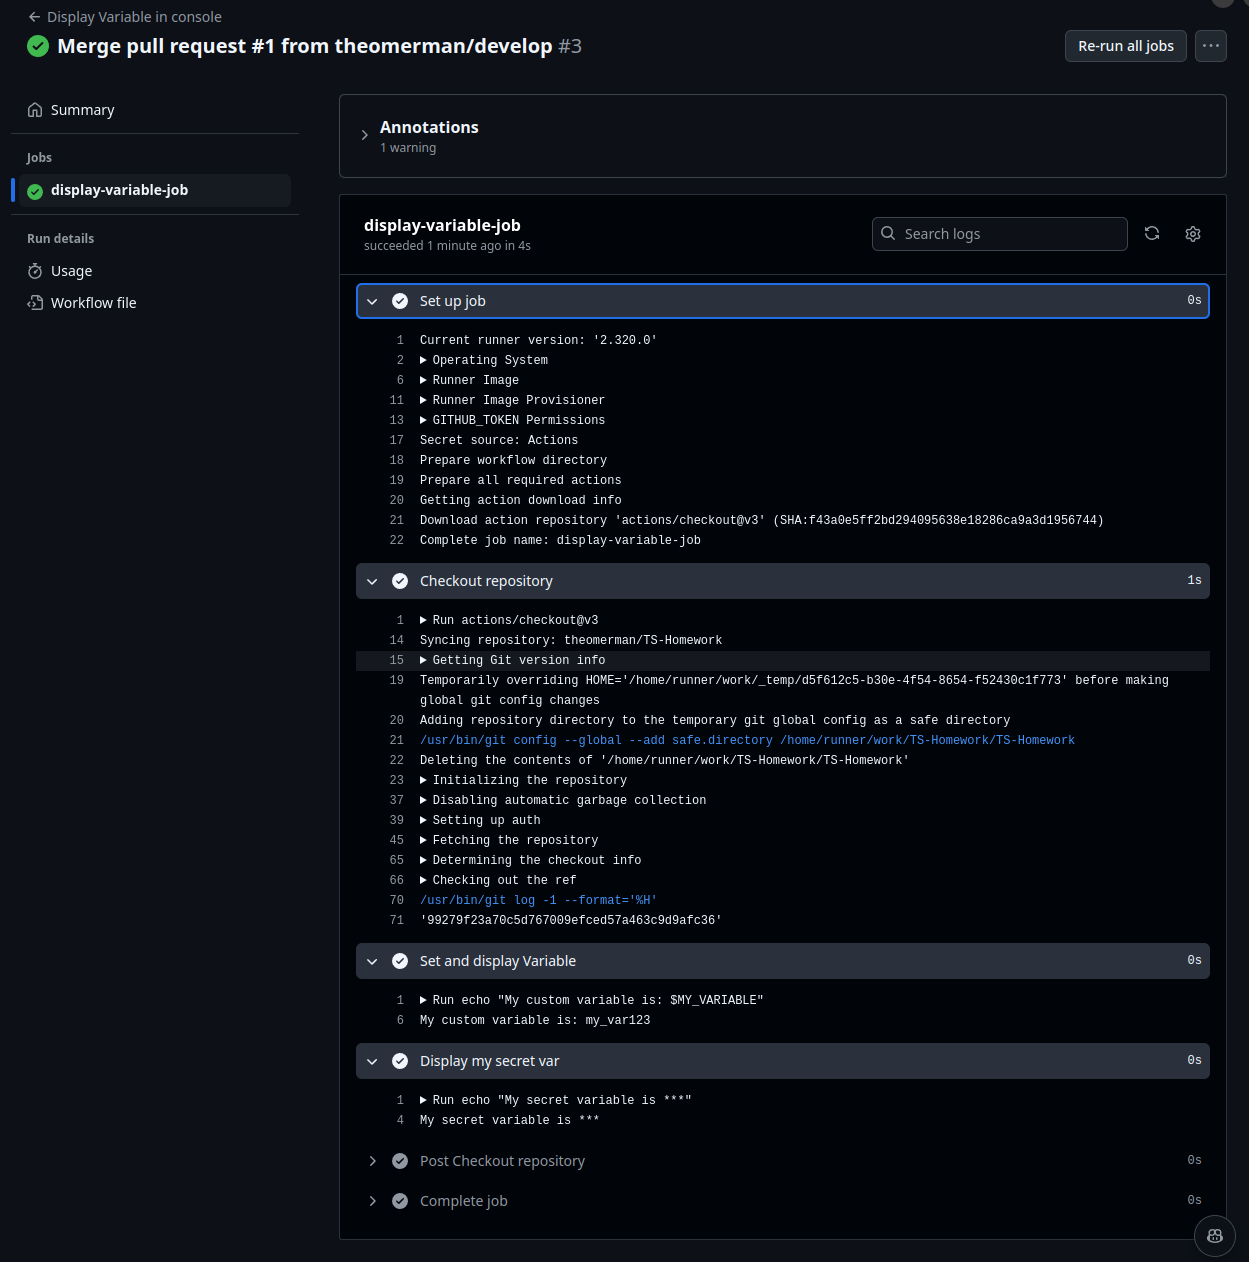 Display Variable in console
Merge pull request #1 from theomerman/develop #3
Re-run all jobs
Summary
Jobs
display-variable-job
Run details
Usage
Workflow file
Annotations
1 warning
display-variable-job
succeeded 1 minute ago in 4s
Search logs
Set up job 0s
1 Current runner version: '2.320.0'
2 Operating System
6 Runner Image
11 Runner Image Provisioner
13 GITHUB_TOKEN Permissions
17 Secret source: Actions
18 Prepare workflow directory
19 Prepare all required actions
20 Getting action download info
21 Download action repository 'actions/checkout@v3' (SHA:f43a0e5ff2bd294095638e18286ca9a3d1956744)
22 Complete job name: display-variable-job
Checkout repository 1s
1 Run actions/checkout@v3
14 Syncing repository: theomerman/TS-Homework
15 Getting Git version info
19 Temporarily overriding HOME='/home/runner/work/_temp/d5f612c5-b30e-4f54-8654-f52430c1f773' before making
global git config changes
20 Adding repository directory to the temporary git global config as a safe directory
21 /usr/bin/git config --global --add safe.directory /home/runner/work/TS-Homework/TS-Homework
22 Deleting the contents of '/home/runner/work/TS-Homework/TS-Homework'
23 Initializing the repository
37 Disabling automatic garbage collection
39 Setting up auth
45 Fetching the repository
65 Determining the checkout info
66 Checking out the ref
70 /usr/bin/git log -1 --format='%H'
71 '99279f23a70c5d767009efced57a463c9d9afc36'
Set and display Variable 0s
1 Run echo "My custom variable is: $MY_VARIABLE"
6 My custom variable is: my_var123
Display my secret var 0s
1 Run echo "My secret variable is ***"
4 My secret variable is ***
Post Checkout repository 0s
Complete job 0s